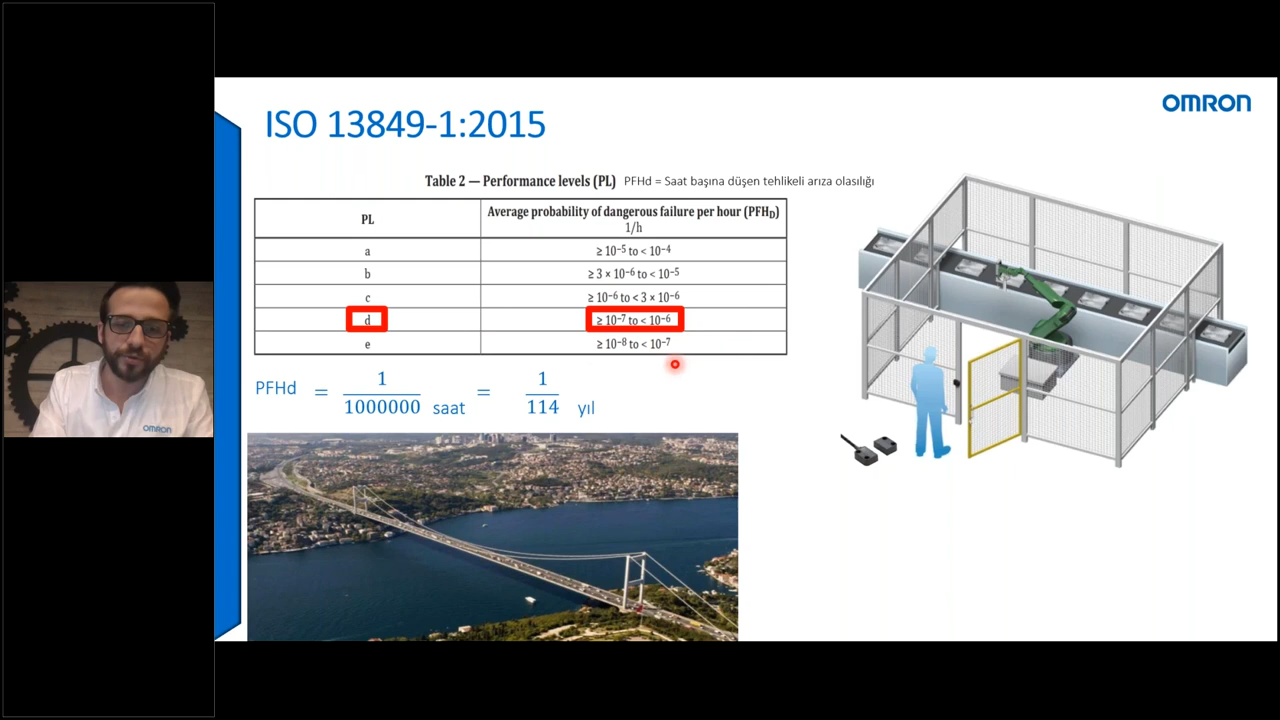 OMRON
ISO 13849-1:2015
Table 2 — Performance levels (PL) PFHd = Saat başına düşen tehlikeli arıza olasılığı
PL
Average probability of dangerous failure per hour (PFH_D)
1/h
a ≥ 10⁻⁵ to < 10⁻⁴
b ≥ 3 × 10⁻⁶ to < 10⁻⁵
c ≥ 10⁻⁶ to < 3 × 10⁻⁶
d ≥ 10⁻⁷ to < 10⁻⁶
e ≥ 10⁻⁸ to < 10⁻⁷
PFHd = 1/1000000 saat = 1/114 yıl
OMRON